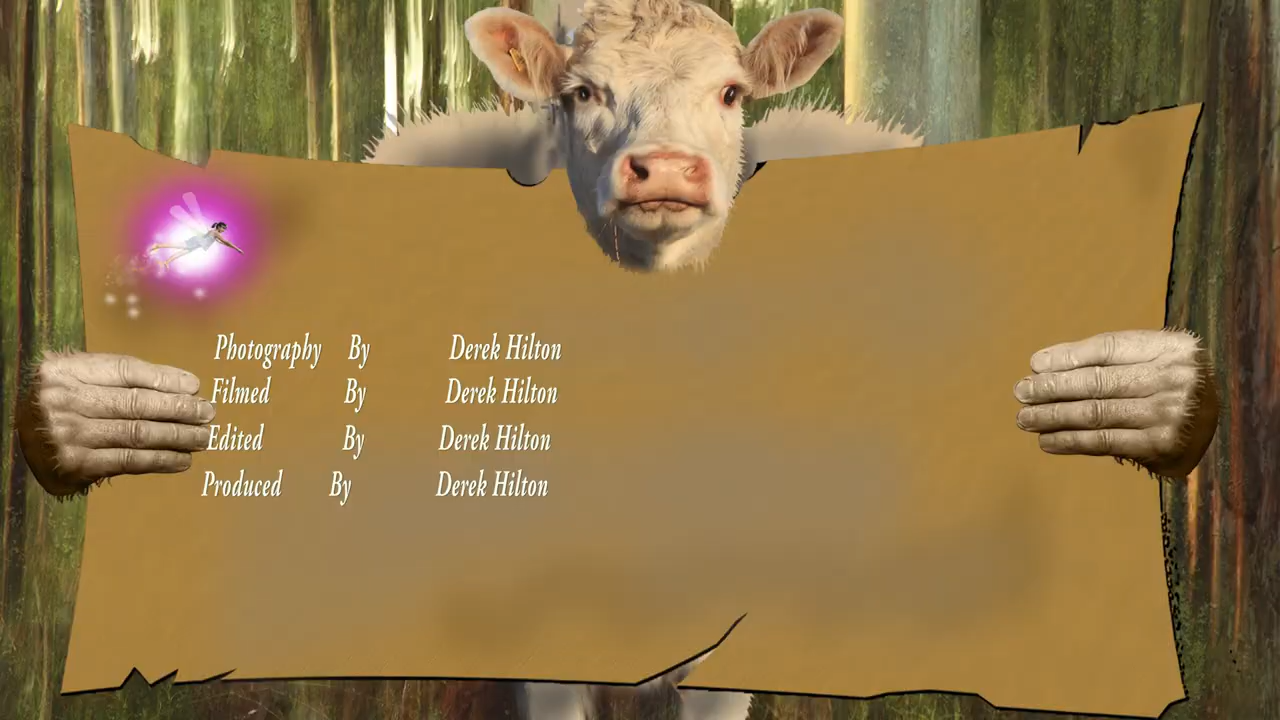 Photography By Derek Hilton
Filmed By Derek Hilton
Edited By Derek Hilton
Produced By Derek Hilton